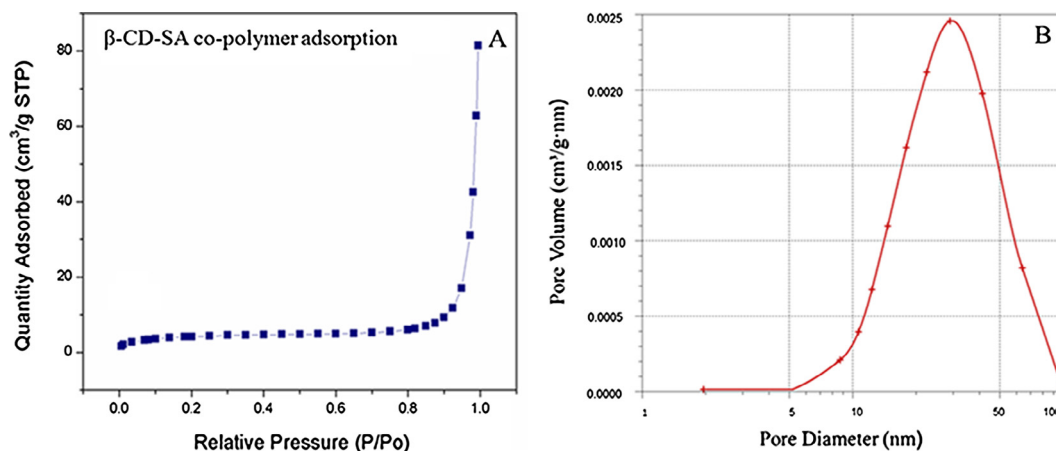 β-CD-SA co-polymer adsorption
A
Quantity Adsorbed (cm³/g STP)
80
60
40
20
0
0.0 0.2 0.4 0.6 0.8 1.0
Relative Pressure (P/Po)
B
Pore Volume (cm³/g·nm)
0.0025
0.0020
0.0015
0.0010
0.0005
0.0000
1 5 10 50 100
Pore Diameter (nm)